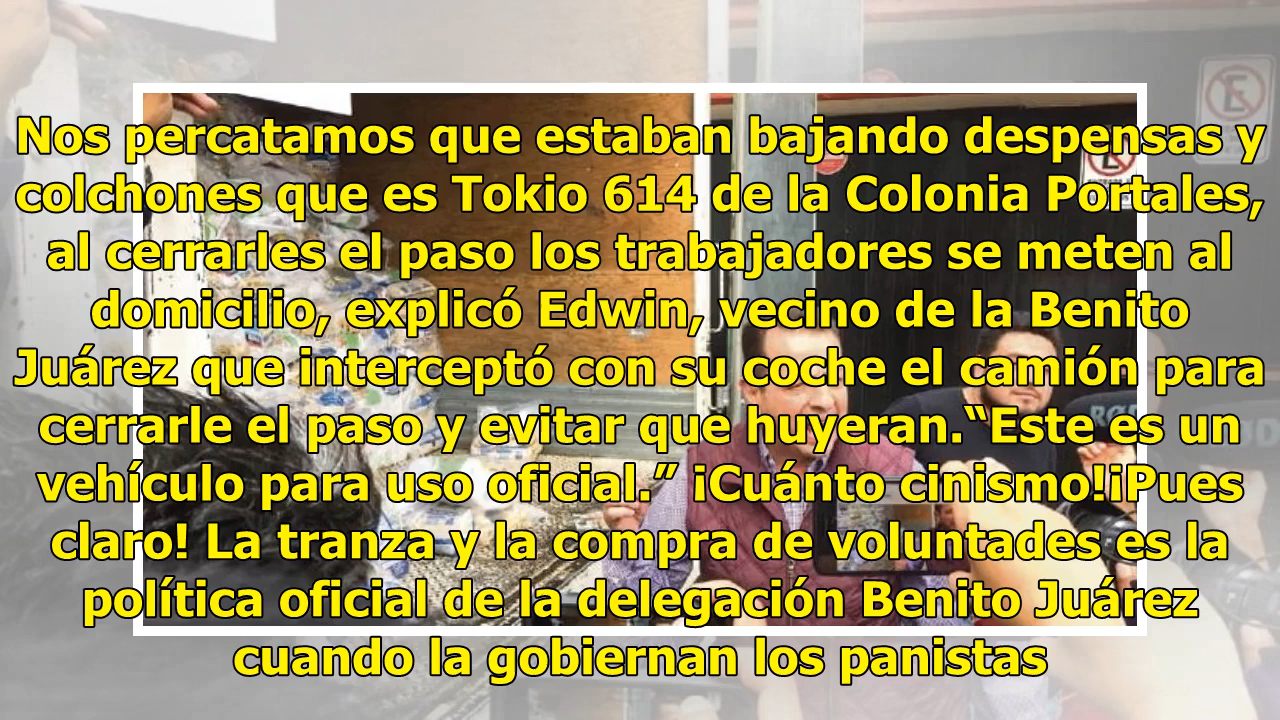 Nos percatamos que estaban bajando despensas y
colchones que es Tokio 614 de la Colonia Portales,
al cerrarles el paso los trabajadores se meten al
domicilio, explicó Edwin, vecino de la Benito
Juárez que interceptó con su coche el camión para
cerrarle el paso y evitar que huyeran.“Este es un
vehículo para uso oficial.” ¡Cuánto cinismo!¡Pues
claro! La tranza y la compra de voluntades es la
política oficial de la delegación Benito Juárez
cuando la gobiernan los panistas